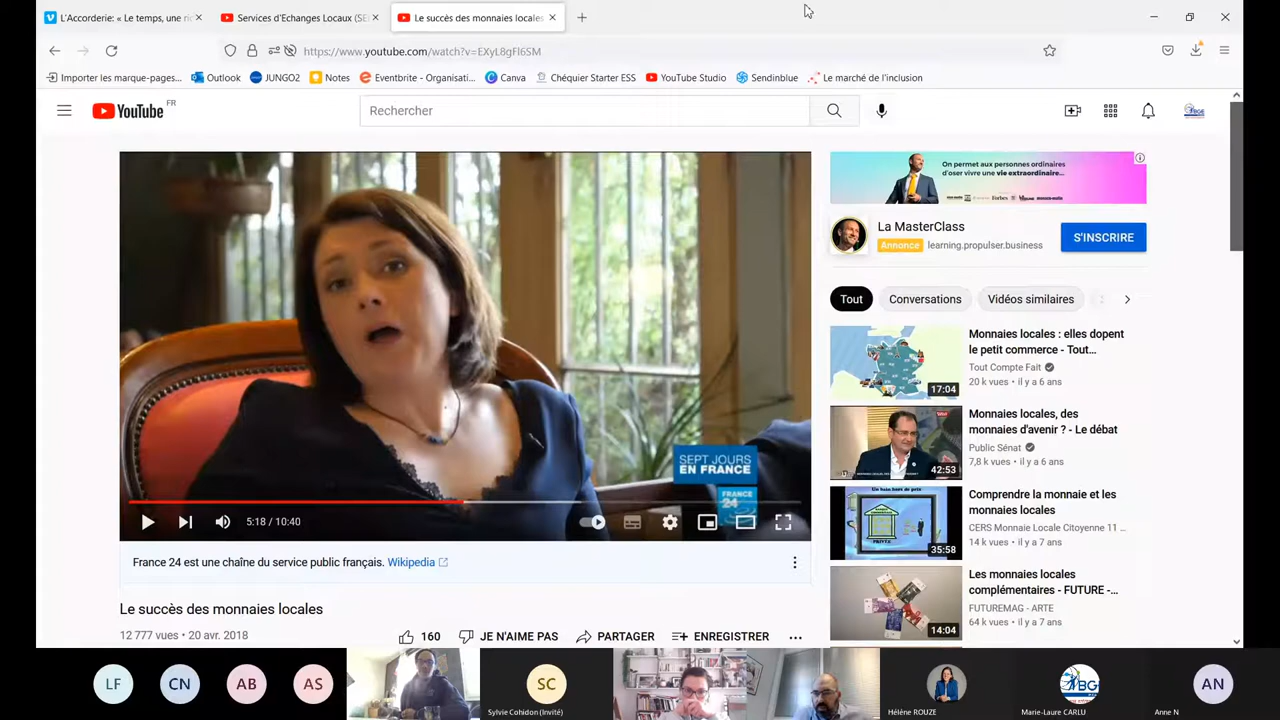 L'Accorderie: « Le temps, une ri
Services d'Echanges Locaux (SE
Le succès des monnaies locales
https://www.youtube.com/watch?v=EXyL8gFI6SM
Importer les marque-pages...
Outlook
JUNGO2
Notes
Eventbrite - Organisati...
Canva
Chéquier Starter ESS
YouTube Studio
Sendinblue
Le marché de l'inclusion
YouTube
FR
Rechercher
On permet aux personnes ordinaires
d'oser vivre une vie extraordinaire...
Forbes
La MasterClass
Annonce learning.propulser.business
S'INSCRIRE
Tout
Conversations
Vidéos similaires
Monnaies locales : elles dopent
le petit commerce - Tout...
Tout Compte Fait
20 k vues • il y a 6 ans
17:04
Monnaies locales, des
monnaies d'avenir ? - Le débat
Public Sénat
7,8 k vues • il y a 6 ans
42:53
Comprendre la monnaie et les
monnaies locales
CERS Monnaie Locale Citoyenne 11 ...
14 k vues • il y a 7 ans
35:58
Les monnaies locales
complémentaires - FUTURE -...
FUTUREMAG - ARTE
64 k vues • il y a 7 ans
14:04
SEPT JOURS
EN FRANCE
FRANCE
24
5:18 / 10:40
France 24 est une chaîne du service public français. Wikipedia
Le succès des monnaies locales
12 777 vues • 20 avr. 2018
160
JE N'AIME PAS
PARTAGER
ENREGISTRER
LF
CN
AB
AS
SC
Sylvie Cohidon (Invité)
Hélène ROUZE
BGE
Marie-Laure CARLU
AN
Anne N